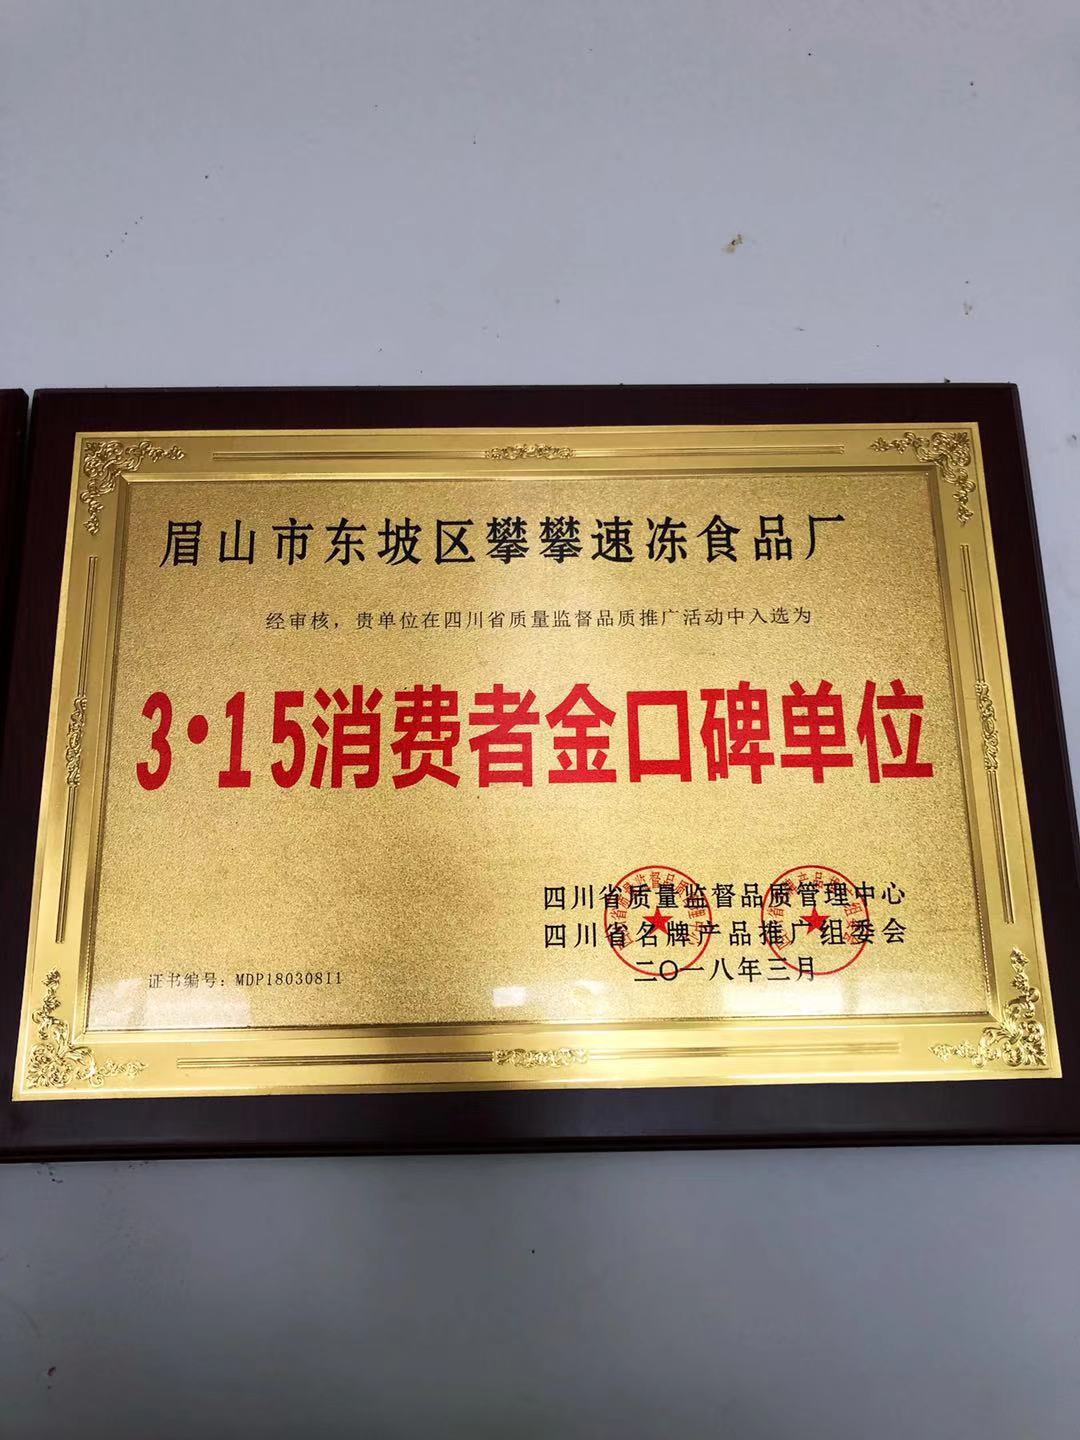 眉山市东坡区攀攀速冻食品厂
经审核，贵单位在四川省质量监督品质推广活动中入选为
3·15消费者金口碑单位
四川省质量监督品质管理中心
四川省名牌产品推广组委会
二〇一八年三月
证书编号：MDP18030811